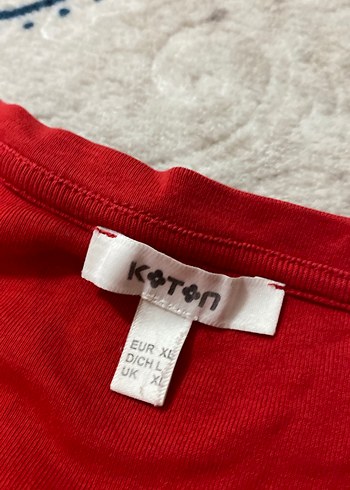 KOTON
EUR XL
D/CH L
UK XL